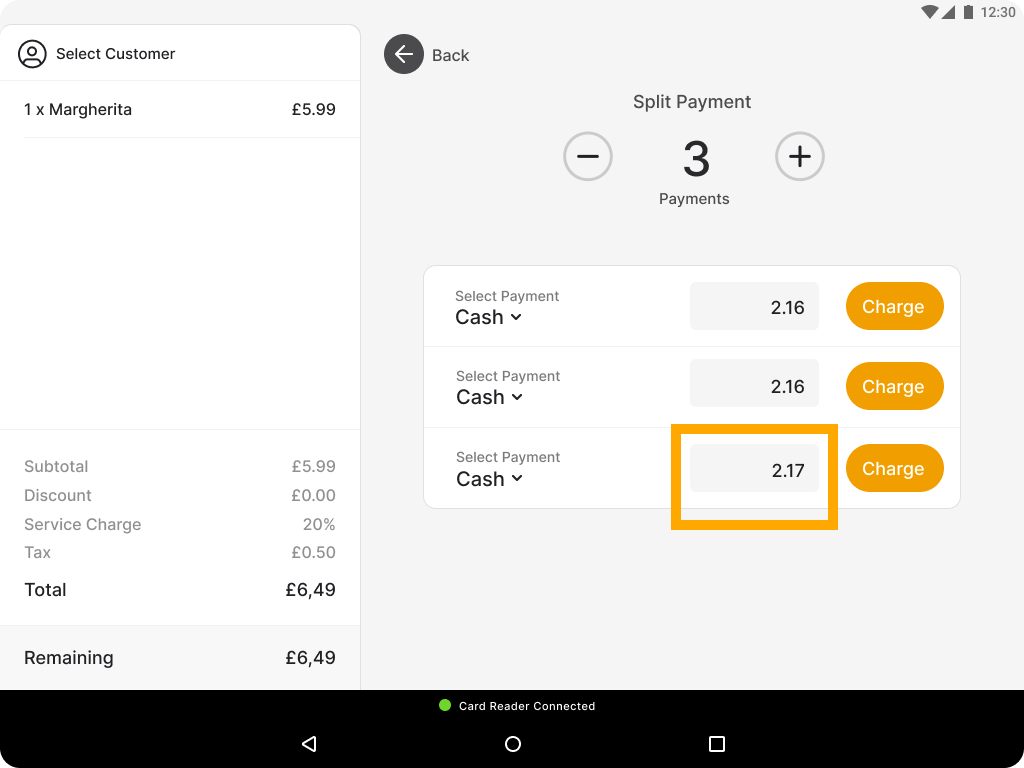 12:30
Select Customer
Back
1 x Margherita £5.99
Split Payment
3
Payments
Select Payment
Cash
2.16
Charge
Select Payment
Cash
2.16
Charge
Select Payment
Cash
2.17
Charge
Subtotal £5.99
Discount £0.00
Service Charge 20%
Tax £0.50
Total £6,49
Remaining £6,49
Card Reader Connected